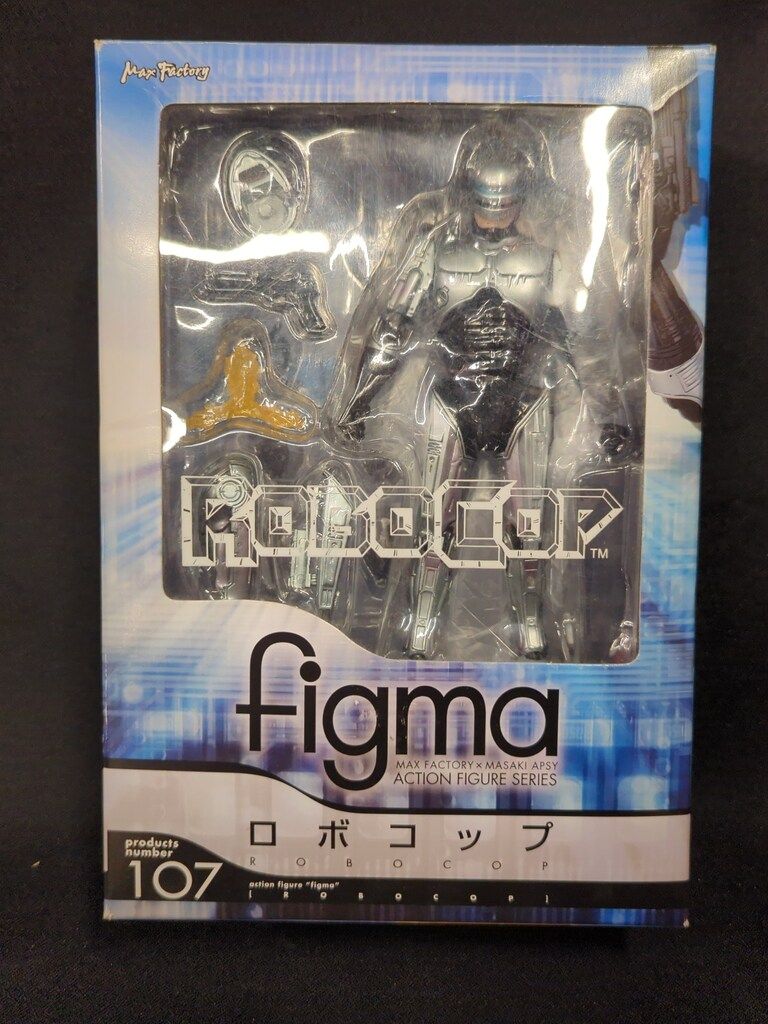 Max Factory
ROBOCOP™
figma
MAX FACTORY × MASAKI APSY
ACTION FIGURE SERIES
ロボコップ
ROBOCOP
products
number
107
action figure "figma"
[ROBOCOP]